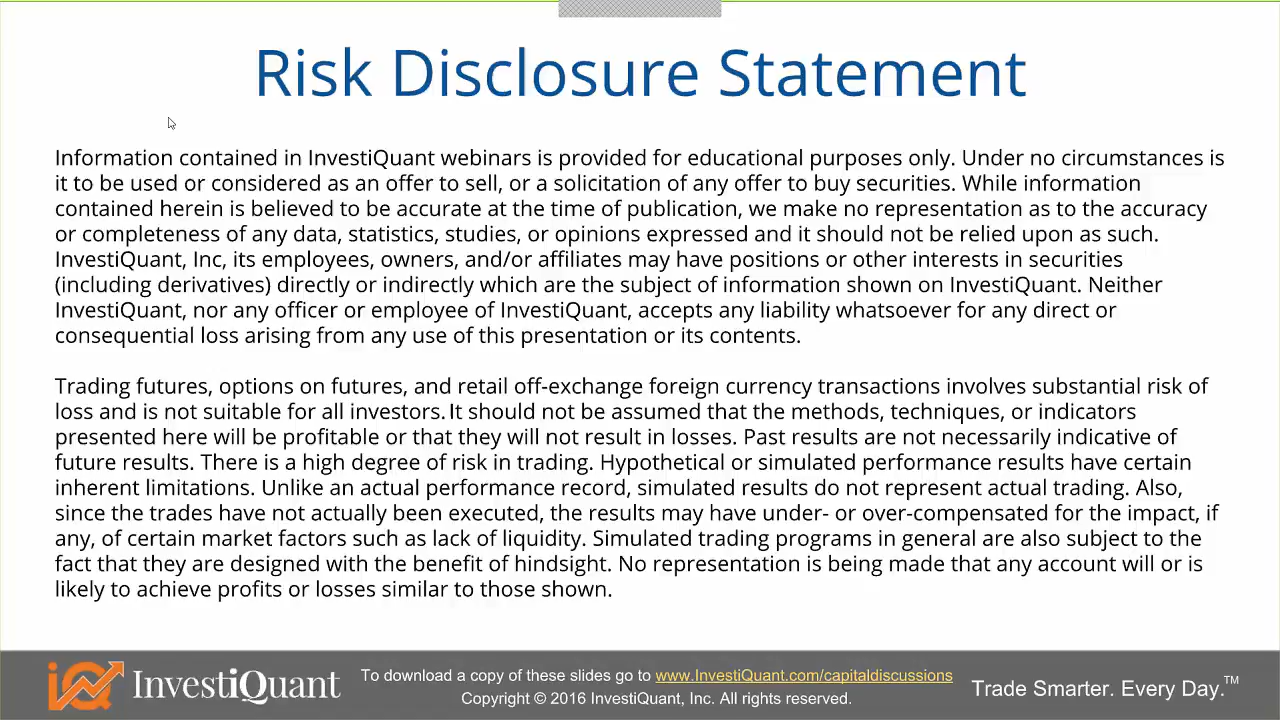 Risk Disclosure Statement
Information contained in InvestiQuant webinars is provided for educational purposes only. Under no circumstances is
it to be used or considered as an offer to sell, or a solicitation of any offer to buy securities. While information
contained herein is believed to be accurate at the time of publication, we make no representation as to the accuracy
or completeness of any data, statistics, studies, or opinions expressed and it should not be relied upon as such.
InvestiQuant, Inc, its employees, owners, and/or affiliates may have positions or other interests in securities
(including derivatives) directly or indirectly which are the subject of information shown on InvestiQuant. Neither
InvestiQuant, nor any officer or employee of InvestiQuant, accepts any liability whatsoever for any direct or
consequential loss arising from any use of this presentation or its contents.
Trading futures, options on futures, and retail off-exchange foreign currency transactions involves substantial risk of
loss and is not suitable for all investors. It should not be assumed that the methods, techniques, or indicators
presented here will be profitable or that they will not result in losses. Past results are not necessarily indicative of
future results. There is a high degree of risk in trading. Hypothetical or simulated performance results have certain
inherent limitations. Unlike an actual performance record, simulated results do not represent actual trading. Also,
since the trades have not actually been executed, the results may have under- or over-compensated for the impact, if
any, of certain market factors such as lack of liquidity. Simulated trading programs in general are also subject to the
fact that they are designed with the benefit of hindsight. No representation is being made that any account will or is
likely to achieve profits or losses similar to those shown.
iQ InvestiQuant
To download a copy of these slides go to www.InvestiQuant.com/capitaldiscussions
Copyright © 2016 InvestiQuant, Inc. All rights reserved.
Trade Smarter. Every Day.™